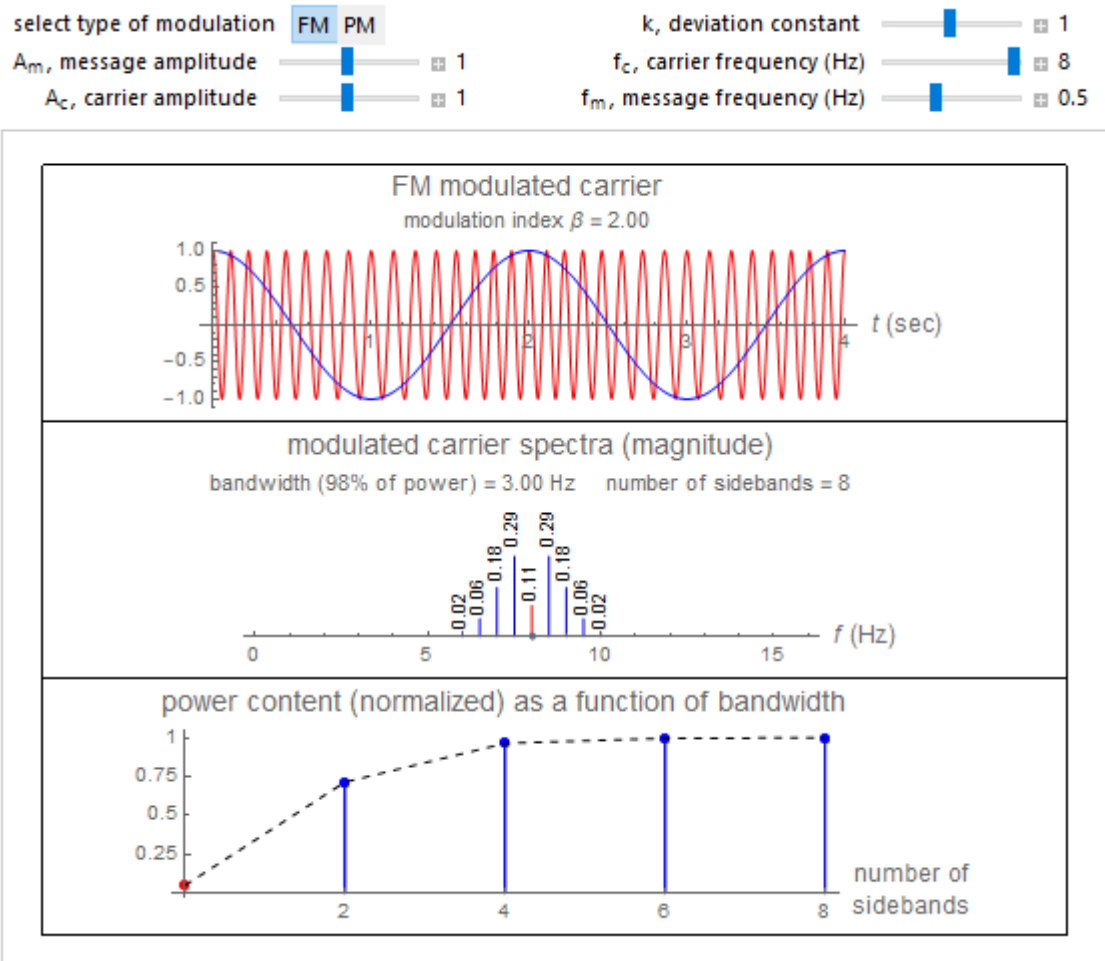 select type of modulation FM PM k, deviation constant 1
Am, message amplitude 1 fc, carrier frequency (Hz) 8
Ac, carrier amplitude 1 fm, message frequency (Hz) 0.5
FM modulated carrier
modulation index β = 2.00
1.0
0.5
−0.5
−1.0
1 2 3 4
t (sec)
modulated carrier spectra (magnitude)
bandwidth (98% of power) = 3.00 Hz number of sidebands = 8
0.02 0.06 0.18 0.29 0.11 0.29 0.18 0.06 0.02
0 5 10 15
f (Hz)
power content (normalized) as a function of bandwidth
1
0.75
0.5
0.25
2 4 6 8
number of
sidebands